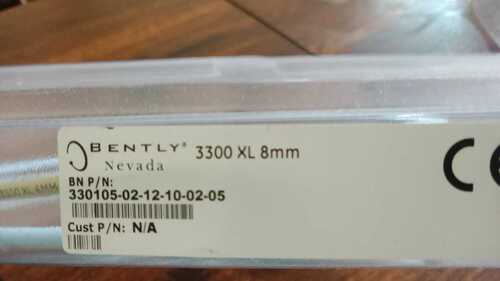 BENTLY® 3300 XL 8mm
Nevada
BN P/N:
330105-02-12-10-02-05
Cust P/N: N/A
CE